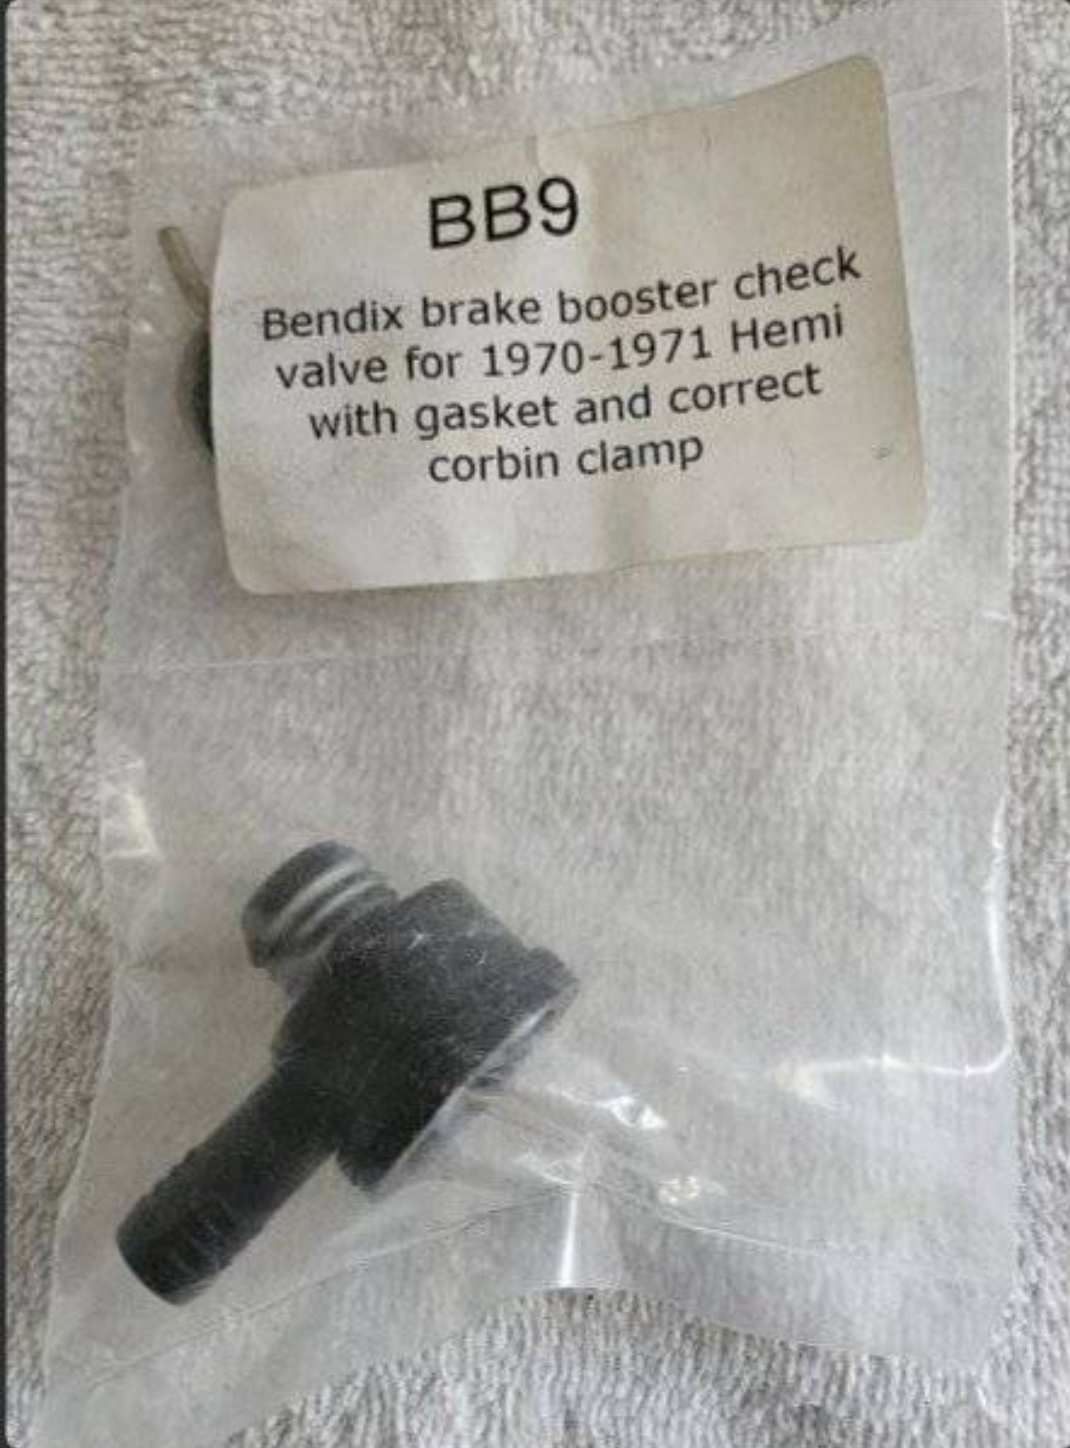 BB9
Bendix brake booster check
valve for 1970-1971 Hemi
with gasket and correct
corbin clamp